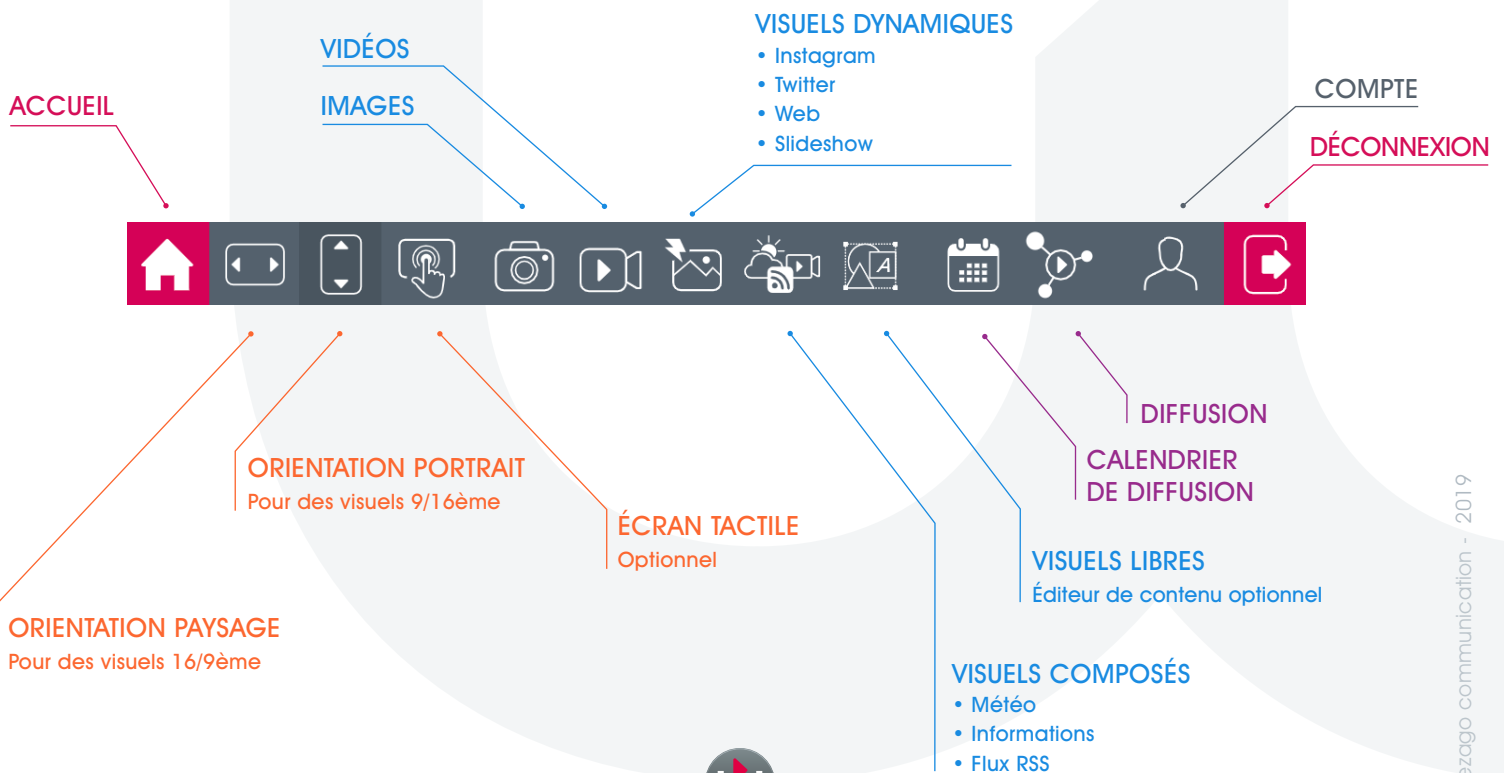 VISUELS DYNAMIQUES
• Instagram
• Twitter
• Web
• Slideshow
VIDÉOS
IMAGES
ACCUEIL
COMPTE
DÉCONNEXION
A
DIFFUSION
CALENDRIER
DE DIFFUSION
ORIENTATION PORTRAIT
Pour des visuels 9/16ème
ÉCRAN TACTILE
Optionnel
VISUELS LIBRES
Éditeur de contenu optionnel
ORIENTATION PAYSAGE
Pour des visuels 16/9ème
VISUELS COMPOSÉS
• Météo
• Informations
• Flux RSS
communication - 2019